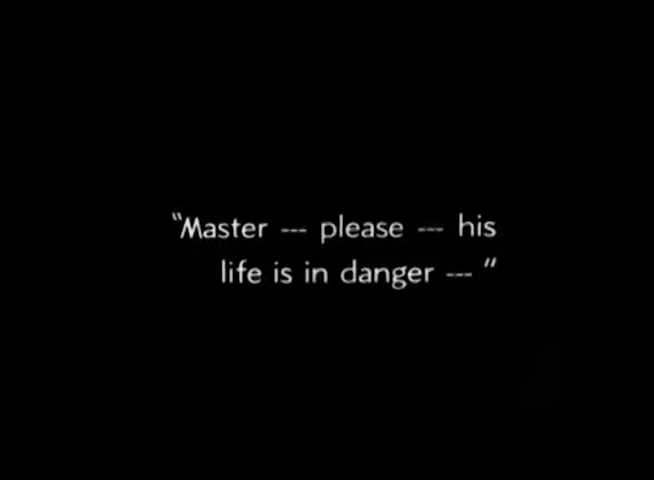 "Master --- please --- his
life is in danger --- "